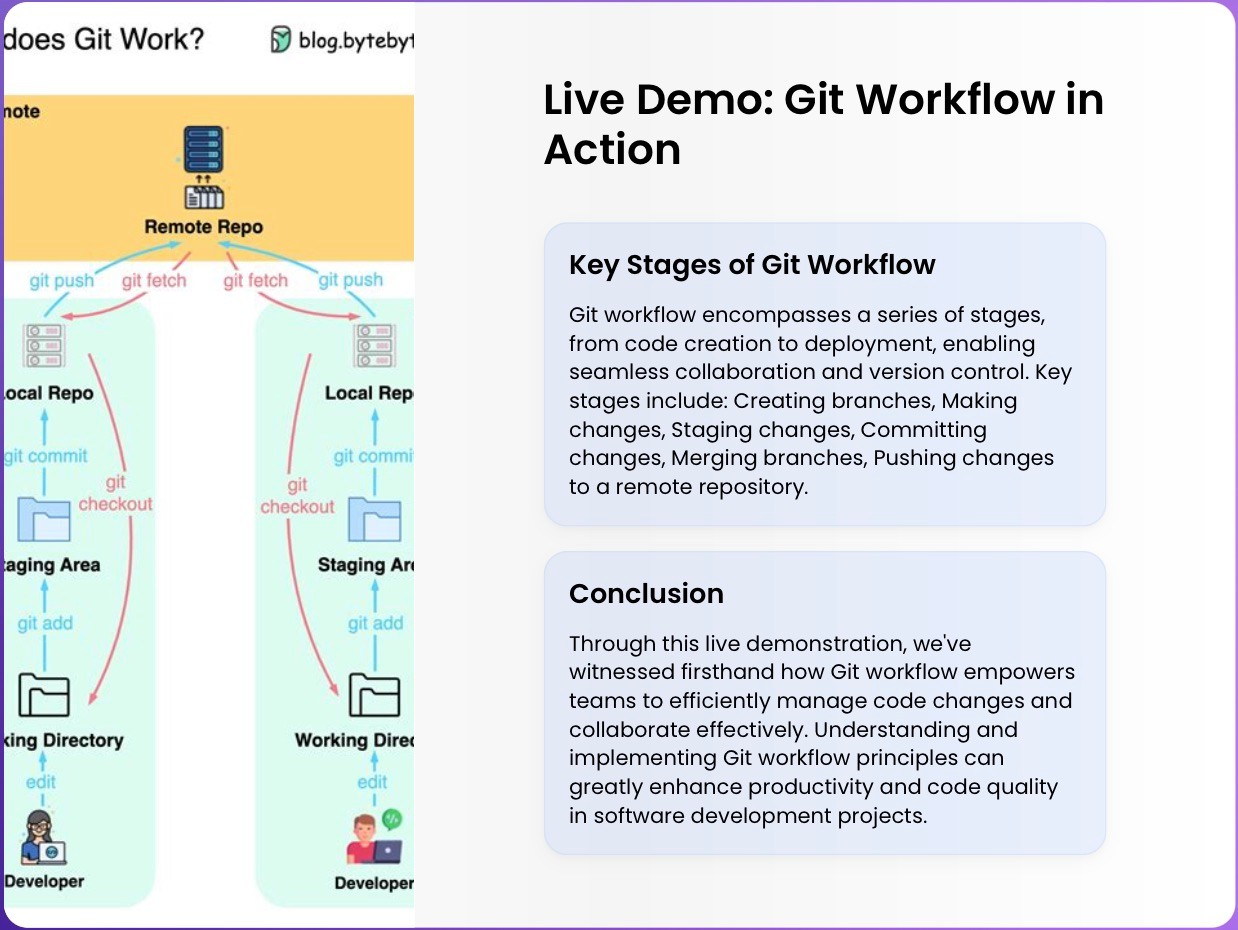 does Git Work?
blog.bytebyt
mote
Remote Repo
git push
git fetch
git fetch
git push
ocal Repo
Local Rep
git commit
git commit
git
checkout
git
checkout
taging Area
Staging Are
git add
git add
king Directory
Working Direc
edit
edit
Developer
Developer
Live Demo: Git Workflow in
Action
Key Stages of Git Workflow
Git workflow encompasses a series of stages,
from code creation to deployment, enabling
seamless collaboration and version control. Key
stages include: Creating branches, Making
changes, Staging changes, Committing
changes, Merging branches, Pushing changes
to a remote repository.
Conclusion
Through this live demonstration, we've
witnessed firsthand how Git workflow empowers
teams to efficiently manage code changes and
collaborate effectively. Understanding and
implementing Git workflow principles can
greatly enhance productivity and code quality
in software development projects.